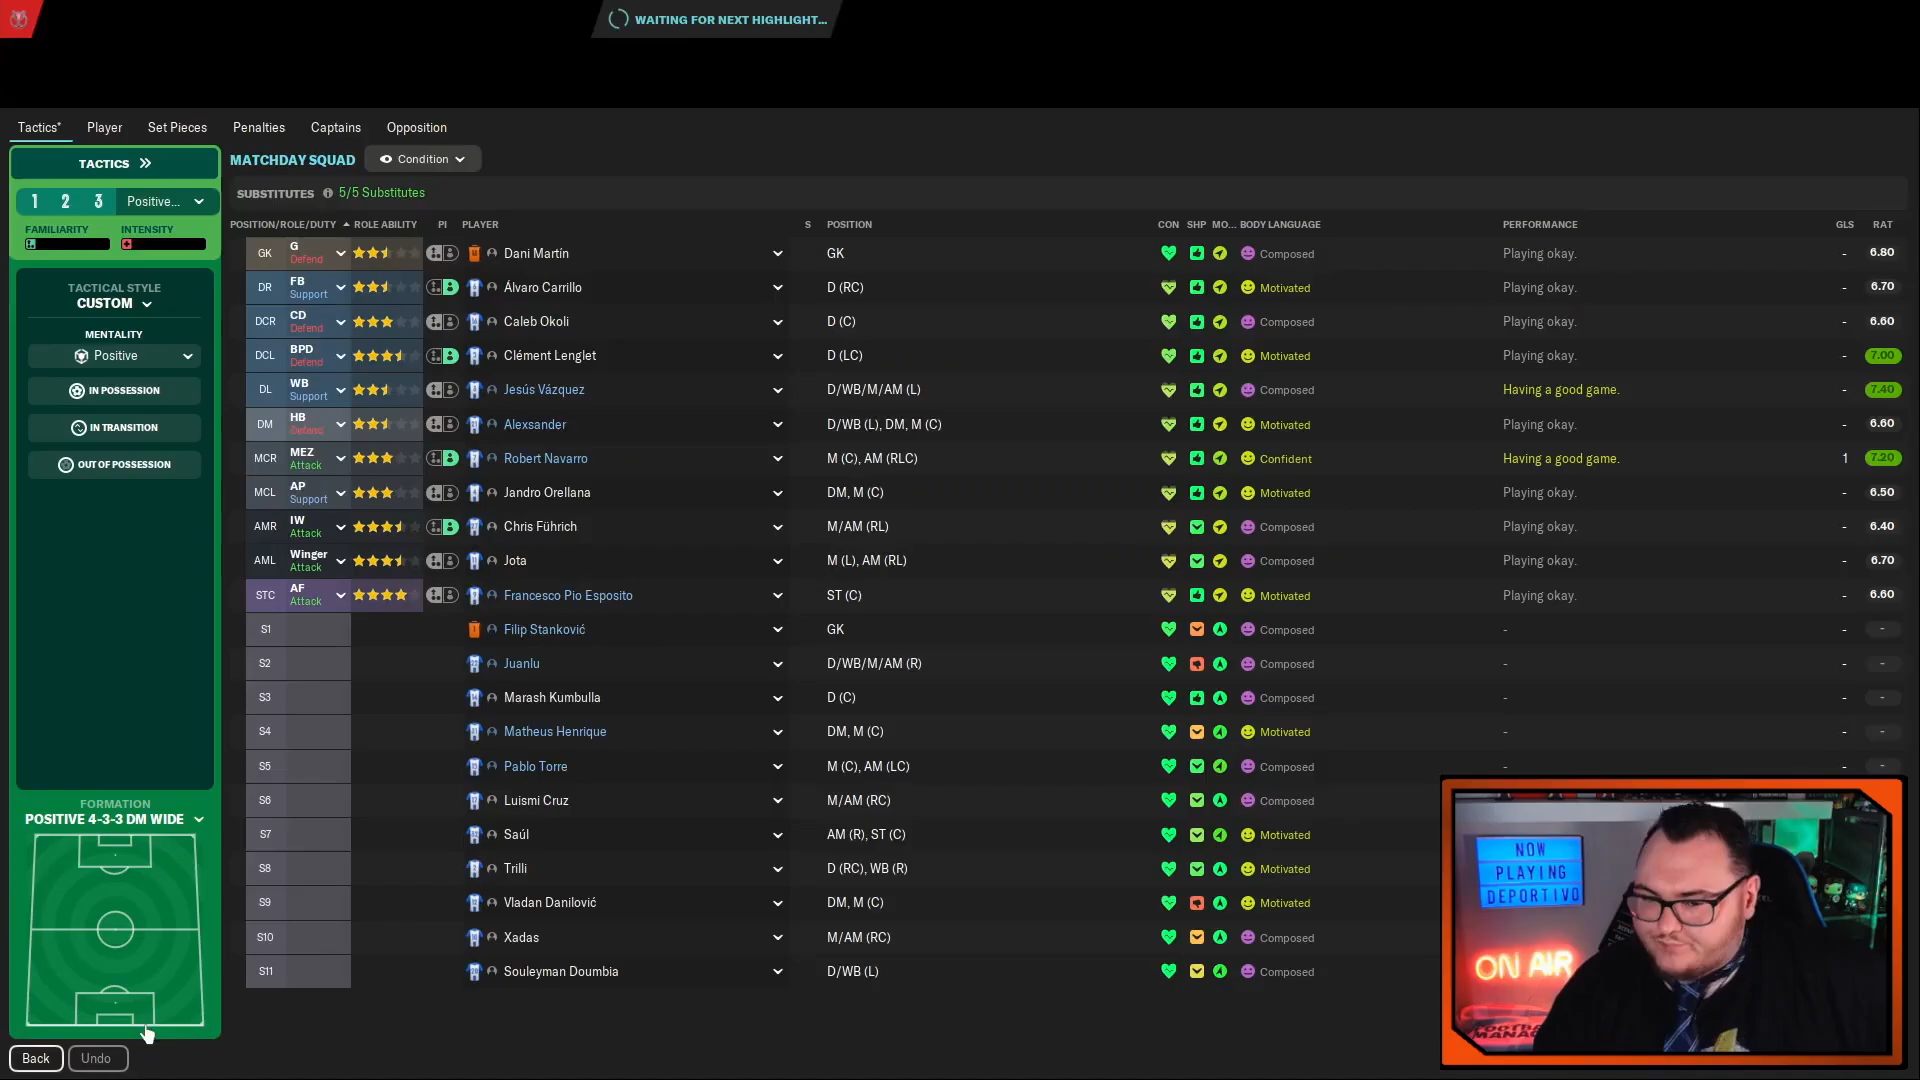 WAITING FOR NEXT HIGHLIGHT...
Tactics* Player Set Pieces Penalties Captains Opposition
TACTICS
1 2 3 Positive...
FAMILIARITY INTENSITY
TACTICAL STYLE
CUSTOM
MENTALITY
Positive
IN POSSESSION
IN TRANSITION
OUT OF POSSESSION
FORMATION
POSITIVE 4-3-3 DM WIDE
Back Undo
MATCHDAY SQUAD Condition
SUBSTITUTES 5/5 Substitutes
POSITION/ROLE/DUTY ROLE ABILITY PI PLAYER S POSITION CON SHP MO... BODY LANGUAGE PERFORMANCE GLS RAT
GK G Defend Dani Martín GK Composed Playing okay. - 6.80
DR FB Support Álvaro Carrillo D (RC) Motivated Playing okay. - 6.70
DCR CD Defend Caleb Okoli D (C) Composed Playing okay. - 6.60
DCL BPD Defend Clément Lenglet D (LC) Motivated Playing okay. - 7.00
DL WB Support Jesús Vázquez D/WB/M/AM (L) Composed Having a good game. - 7.40
DM HB Defend Alexsander D/WB (L), DM, M (C) Motivated Playing okay. - 6.60
MCR MEZ Attack Robert Navarro M (C), AM (RLC) Confident Having a good game. 1 7.20
MCL AP Support Jandro Orellana DM, M (C) Motivated Playing okay. - 6.50
AMR IW Attack Chris Führich M/AM (RL) Composed Playing okay. - 6.40
AML Winger Attack Jota M (L), AM (RL) Composed Playing okay. - 6.70
STC AF Attack Francesco Pio Esposito ST (C) Motivated Playing okay. - 6.60
S1 Filip Stanković GK Composed - - -
S2 Juanlu D/WB/M/AM (R) Composed - - -
S3 Marash Kumbulla D (C) Composed - - -
S4 Matheus Henrique DM, M (C) Motivated - - -
S5 Pablo Torre M (C), AM (LC) Composed - - -
S6 Luismi Cruz M/AM (RC) Composed
S7 Saúl AM (R), ST (C) Motivated
S8 Trilli D (RC), WB (R) Motivated
S9 Vladan Danilović DM, M (C) Motivated
S10 Xadas M/AM (RC) Composed
S11 Souleyman Doumbia D/WB (L) Composed
NOW
PLAYING
DEPORTIVO
ON AIR